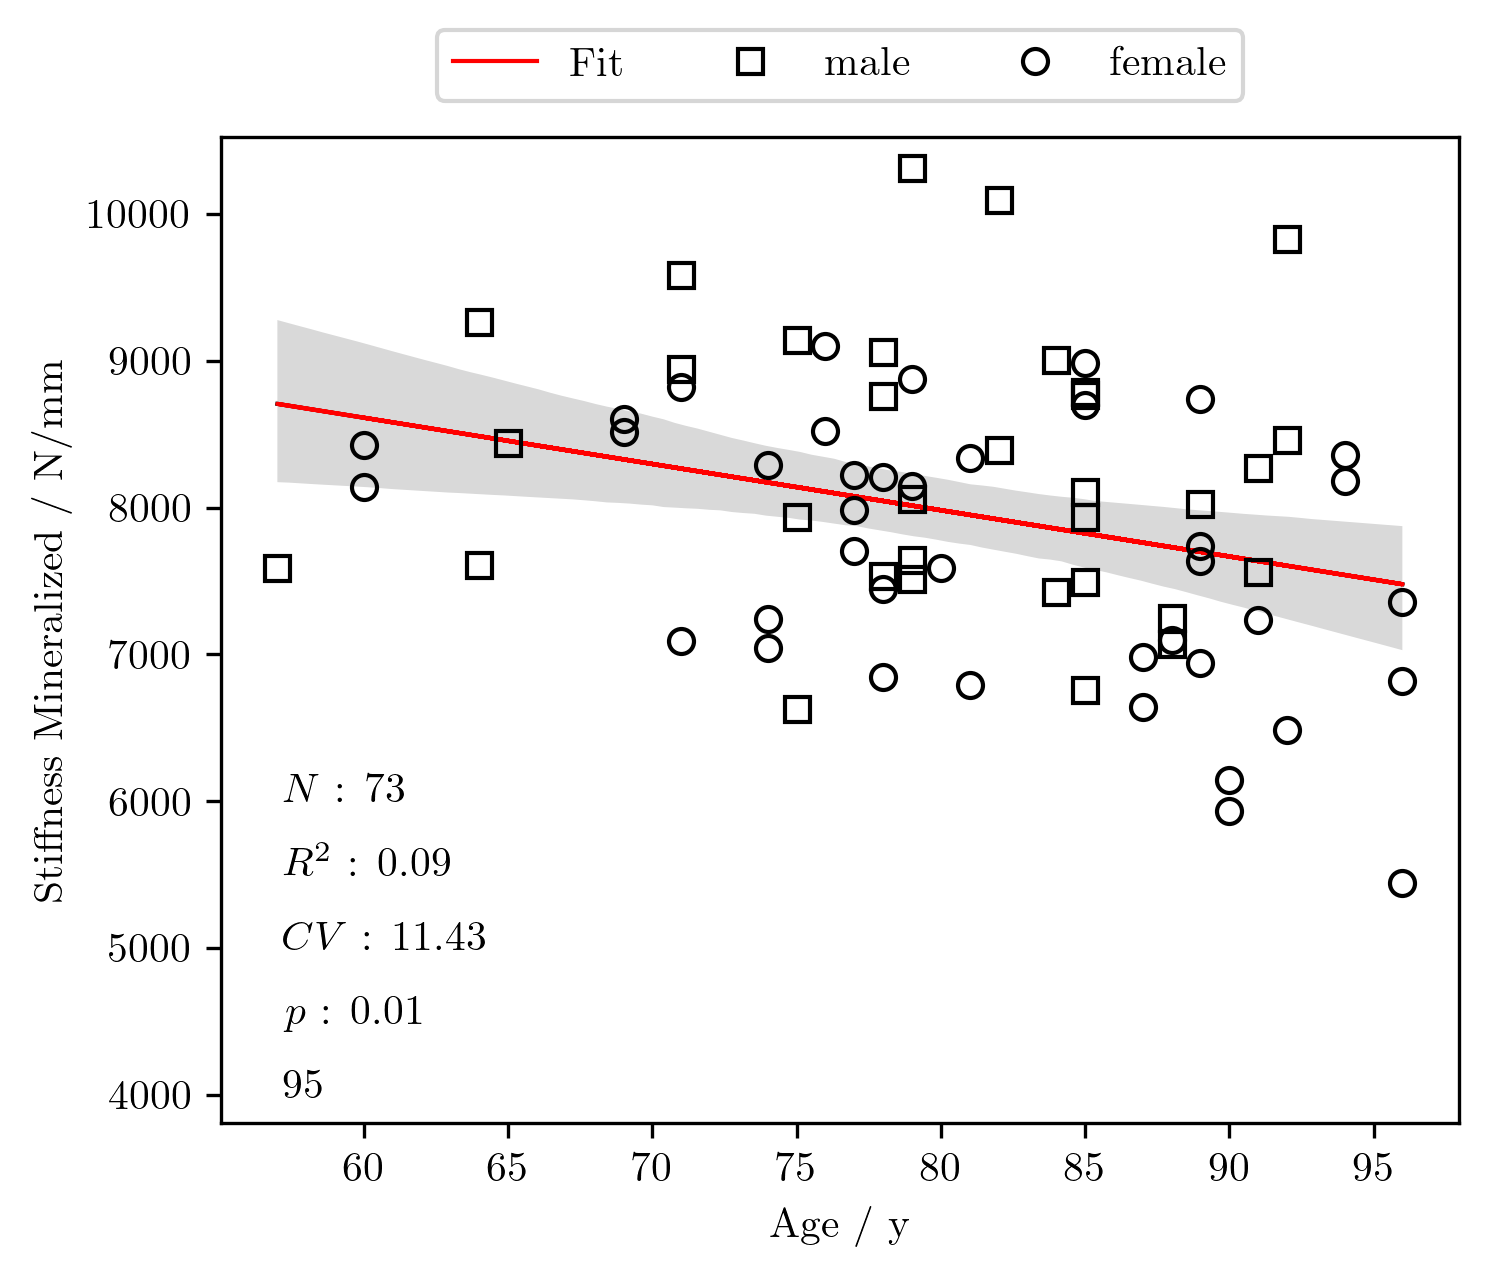 Fit male female
10000
9000
8000
7000
6000
5000
4000
Stiffness Mineralized / N/mm
N : 73
R² : 0.09
CV : 11.43
p : 0.01
95
60 65 70 75 80 85 90 95
Age / y